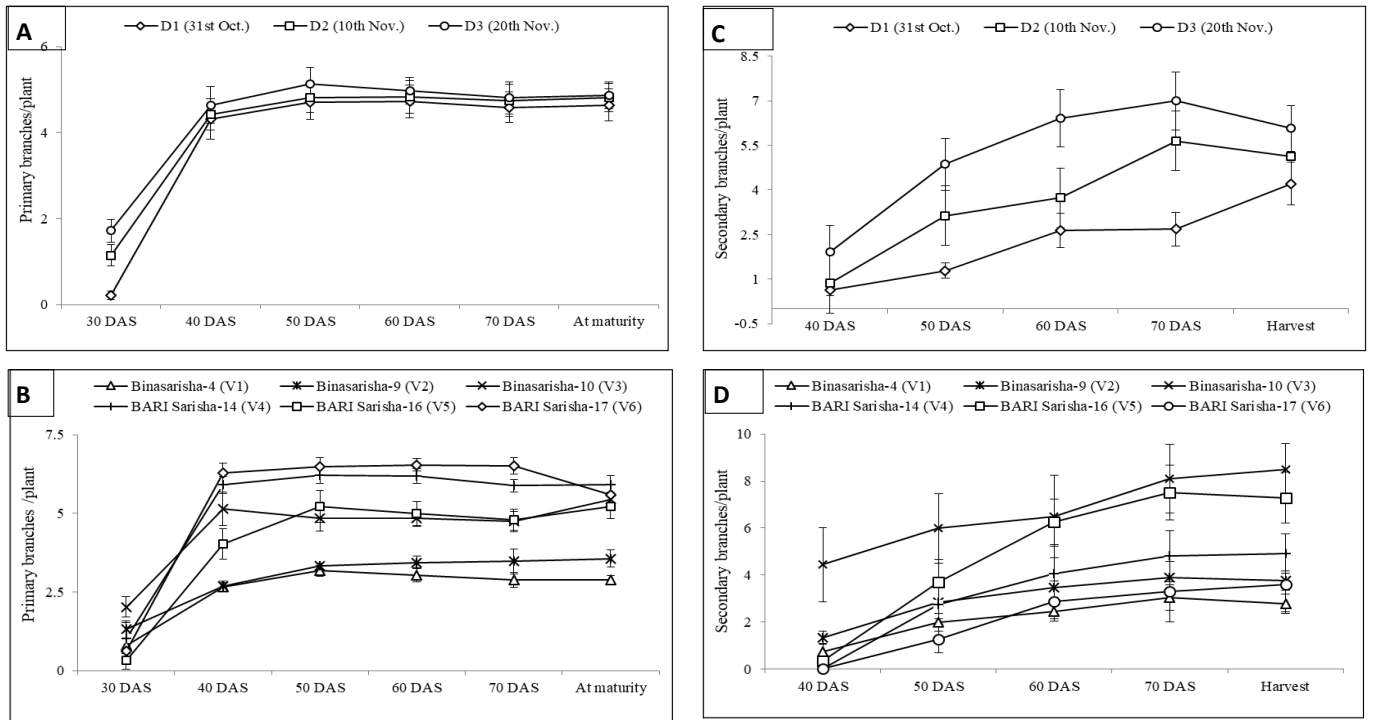 A
D1 (31st Oct.) D2 (10th Nov.) D3 (20th Nov.)
Primary branches/plant
6
4
2
0
30 DAS 40 DAS 50 DAS 60 DAS 70 DAS At maturity
C
D1 (31st Oct.) D2 (10th Nov.) D3 (20th Nov.)
Secondary branches/plant
8.5
7
5.5
4
2.5
1
-0.5
40 DAS 50 DAS 60 DAS 70 DAS Harvest
B
Binasarisha-4 (V1) Binasarisha-9 (V2) Binasarisha-10 (V3)
BARI Sarisha-14 (V4) BARI Sarisha-16 (V5) BARI Sarisha-17 (V6)
Primary branches /plant
7.5
5
2.5
0
30 DAS 40 DAS 50 DAS 60 DAS 70 DAS At maturity
D
Binasarisha-4 (V1) Binasarisha-9 (V2) Binasarisha-10 (V3)
BARI Sarisha-14 (V4) BARI Sarisha-16 (V5) BARI Sarisha-17 (V6)
Secondary branches/plant
10
8
6
4
2
0
40 DAS 50 DAS 60 DAS 70 DAS Harvest